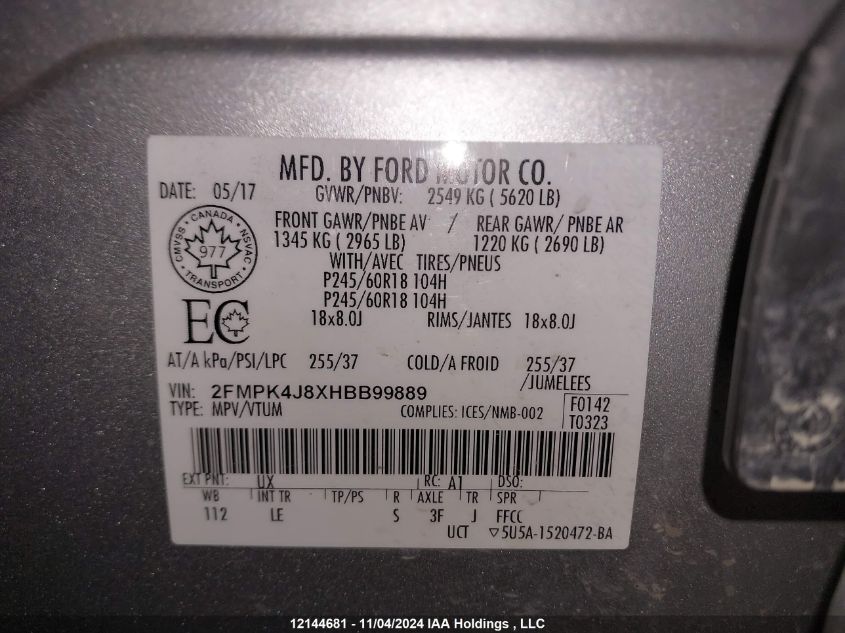 MFD. BY FORD MOTOR CO.
DATE: 05/17 GVWR/PNBV: 2549 KG ( 5620 LB)
FRONT GAWR/PNBE AV / REAR GAWR/ PNBE AR
1345 KG ( 2965 LB) 1220 KG ( 2690 LB)
WITH/AVEC TIRES/PNEUS
P245/60R18 104H
P245/60R18 104H
18x8.0J RIMS/JANTES 18x8.0J
CANADA
CMVSS 977 NSVAC
TRANSPORT
EC
AT/A kPa/PSI/LPC 255/37 COLD/A FROID 255/37
/JUMELEES
VIN: 2FMPK4J8XHBB99889
TYPE: MPV/VTUM COMPLIES: ICES/NMB-002
F0142
T0323
EXT PNT: UX RC: A1 DSO:
WB INT TR TP/PS R AXLE TR SPR
112 LE S 3F J FFCC
UCT ▽5U5A-1520472-BA
12144681 - 11/04/2024 IAA Holdings , LLC